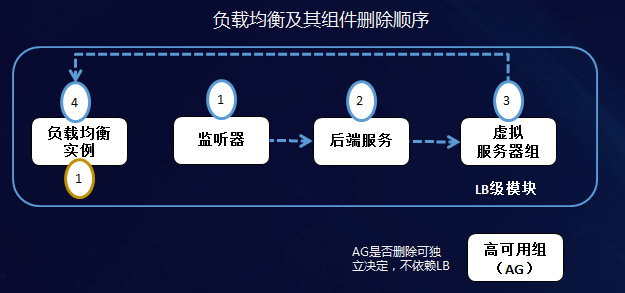 负载均衡及其组件删除顺序
4
1
2
3
负载均衡
实例
监听器
后端服务
虚拟
服务器组
1
LB级模块
AG是否删除可独
立决定，不依赖LB
高可用组
（AG）